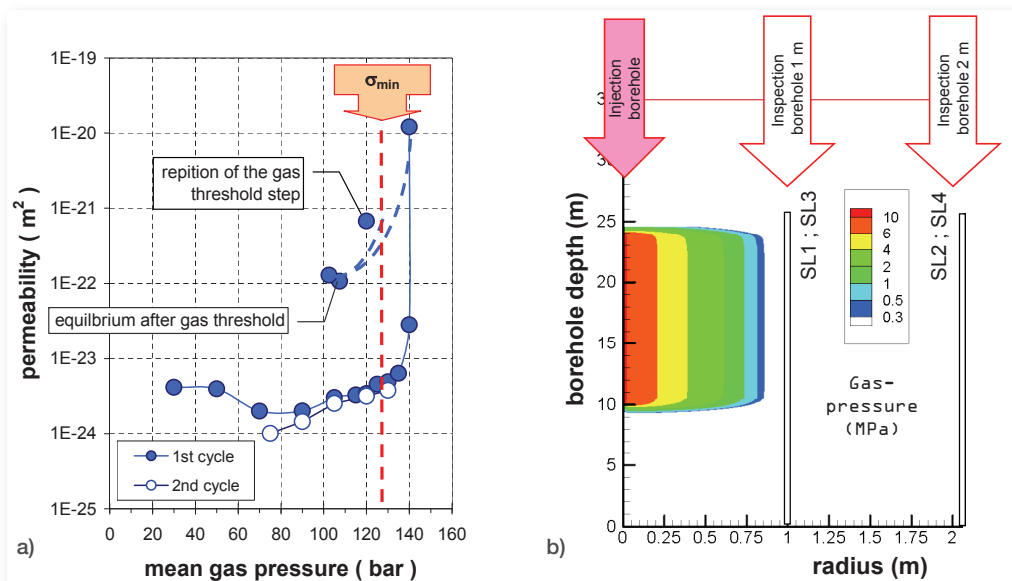 1E-19
1E-20
1E-21
1E-22
1E-23
1E-24
1E-25
permeability ( m² )
σmin
repition of the gas
threshold step
equilbrium after gas threshold
1st cycle
2nd cycle
0 20 40 60 80 100 120 140 160
mean gas pressure ( bar )
a)
Injection
borehole
Inspection
borehole 1 m
Inspection
borehole 2 m
25
20
15
10
5
0
borehole depth (m)
SL1 ; SL3
SL2 ; SL4
10
6
4
2
1
0.5
0.3
Gas-
pressure
(MPa)
0 0.25 0.5 0.75 1 1.25 1.5 1.75 2
radius (m)
b)